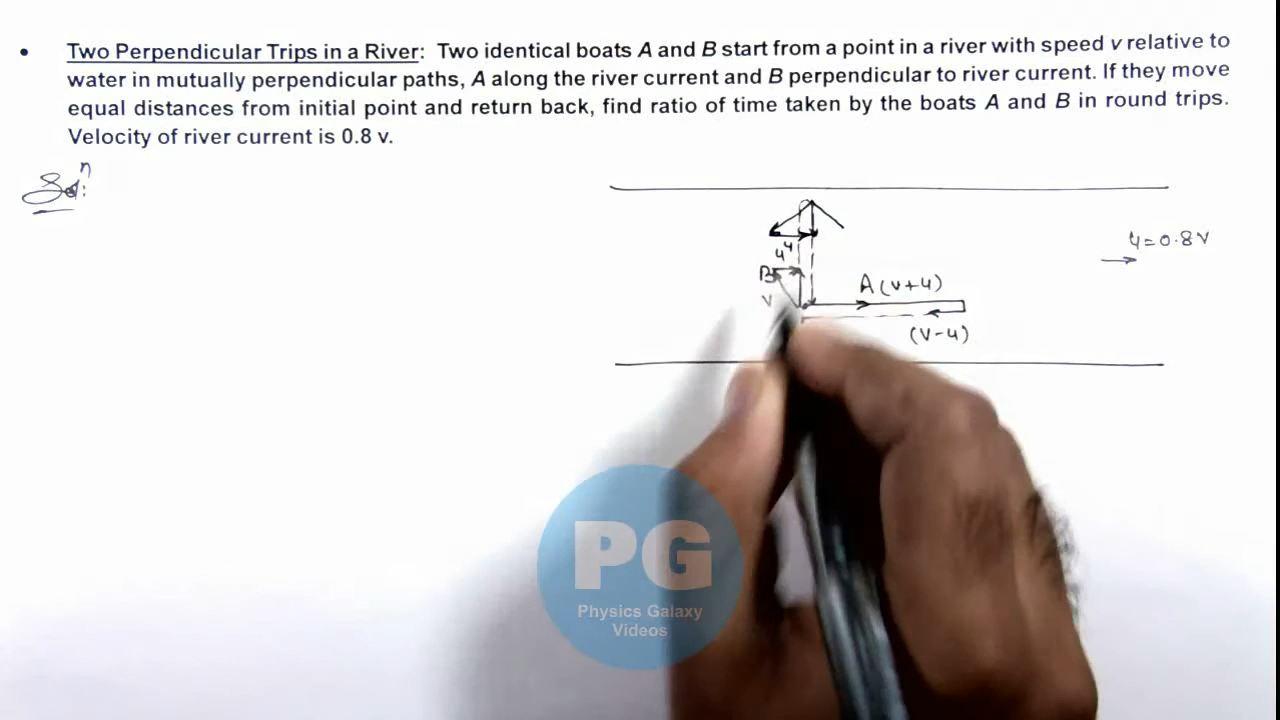 • Two Perpendicular Trips in a River: Two identical boats A and B start from a point in a river with speed v relative to
water in mutually perpendicular paths, A along the river current and B perpendicular to river current. If they move
equal distances from initial point and return back, find ratio of time taken by the boats A and B in round trips.
Velocity of river current is 0.8 v.
Solⁿ:
u=0.8v
u
B
A(v+u)
v
(v-u)
PG
Physics Galaxy
Videos